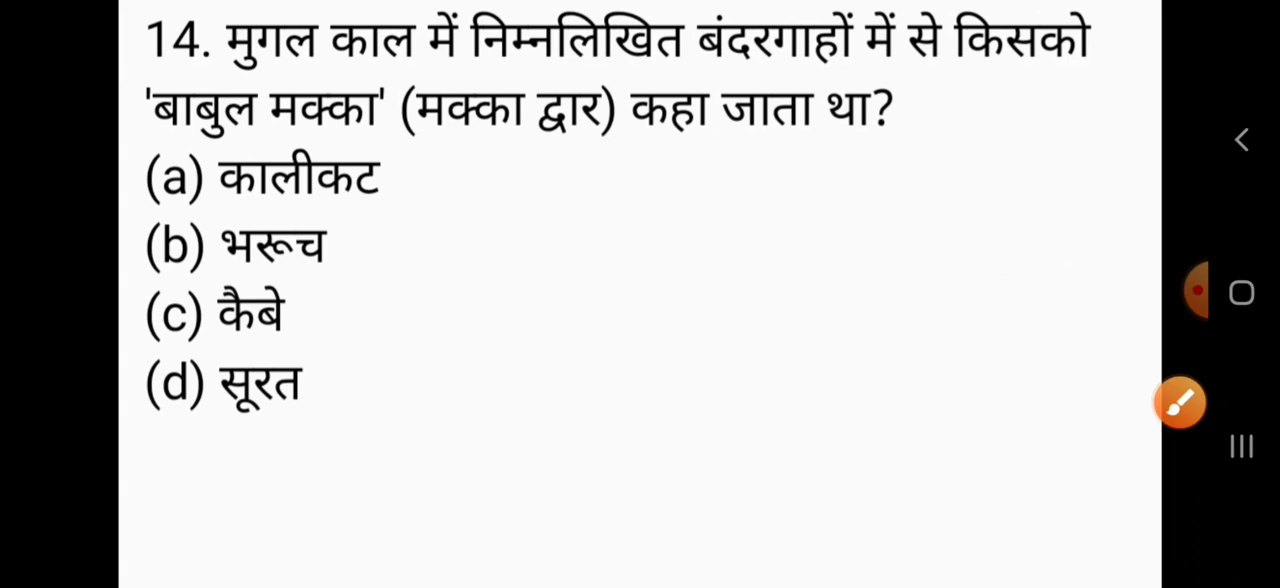 14. मुगल काल में निम्नलिखित बंदरगाहों में से किसको
'बाबुल मक्का' (मक्का द्वार) कहा जाता था?
(a) कालीकट
(b) भरूच
(c) कैबे
(d) सूरत